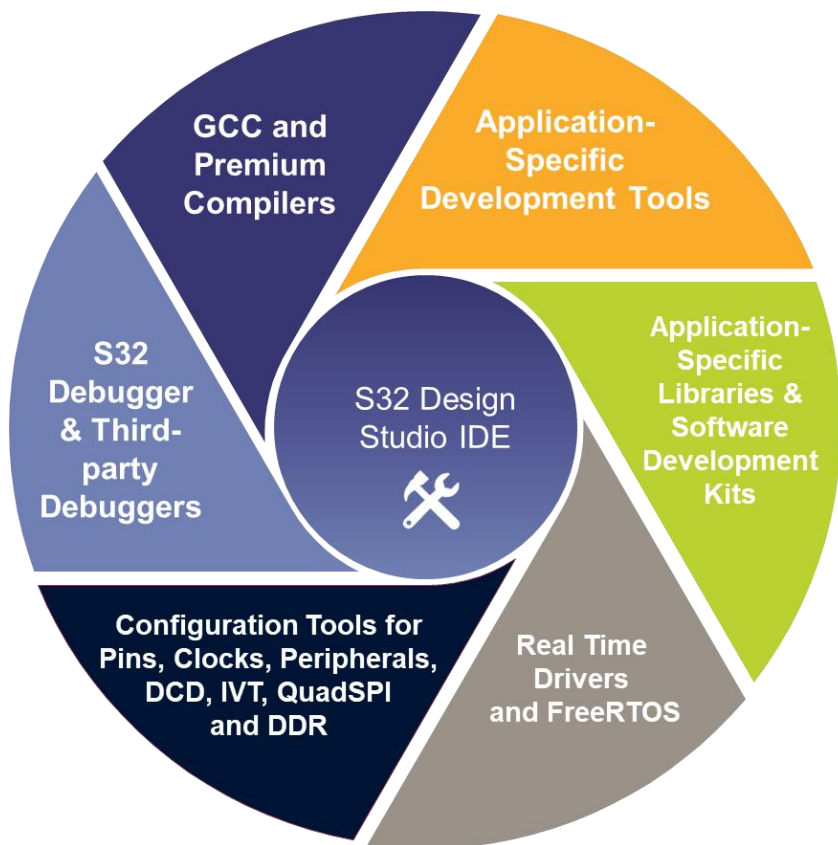 GCC and
Premium
Compilers
Application-
Specific
Development Tools
Application-
Specific
Libraries &
Software
Development
Kits
Real Time
Drivers
and FreeRTOS
Configuration Tools for
Pins, Clocks, Peripherals,
DCD, IVT, QuadSPI
and DDR
S32
Debugger
& Third-
party
Debuggers
S32 Design
Studio IDE